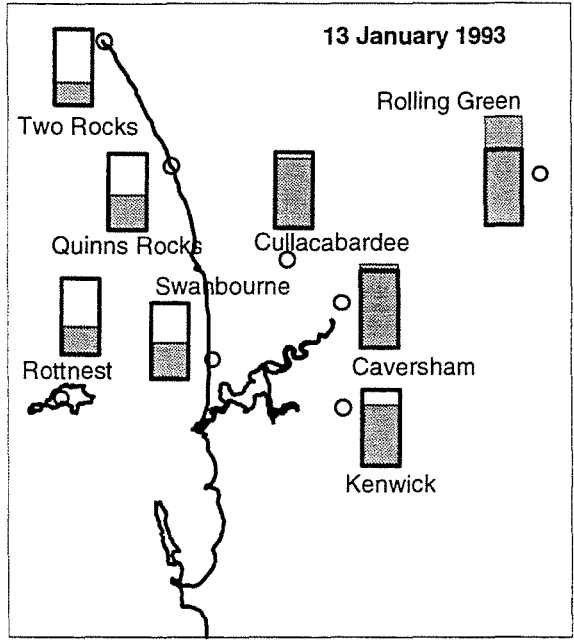 13 January 1993
Rolling Green
Two Rocks
Quinns Rocks
Cullacabardee
Swanbourne
Rottnest
Caversham
Kenwick